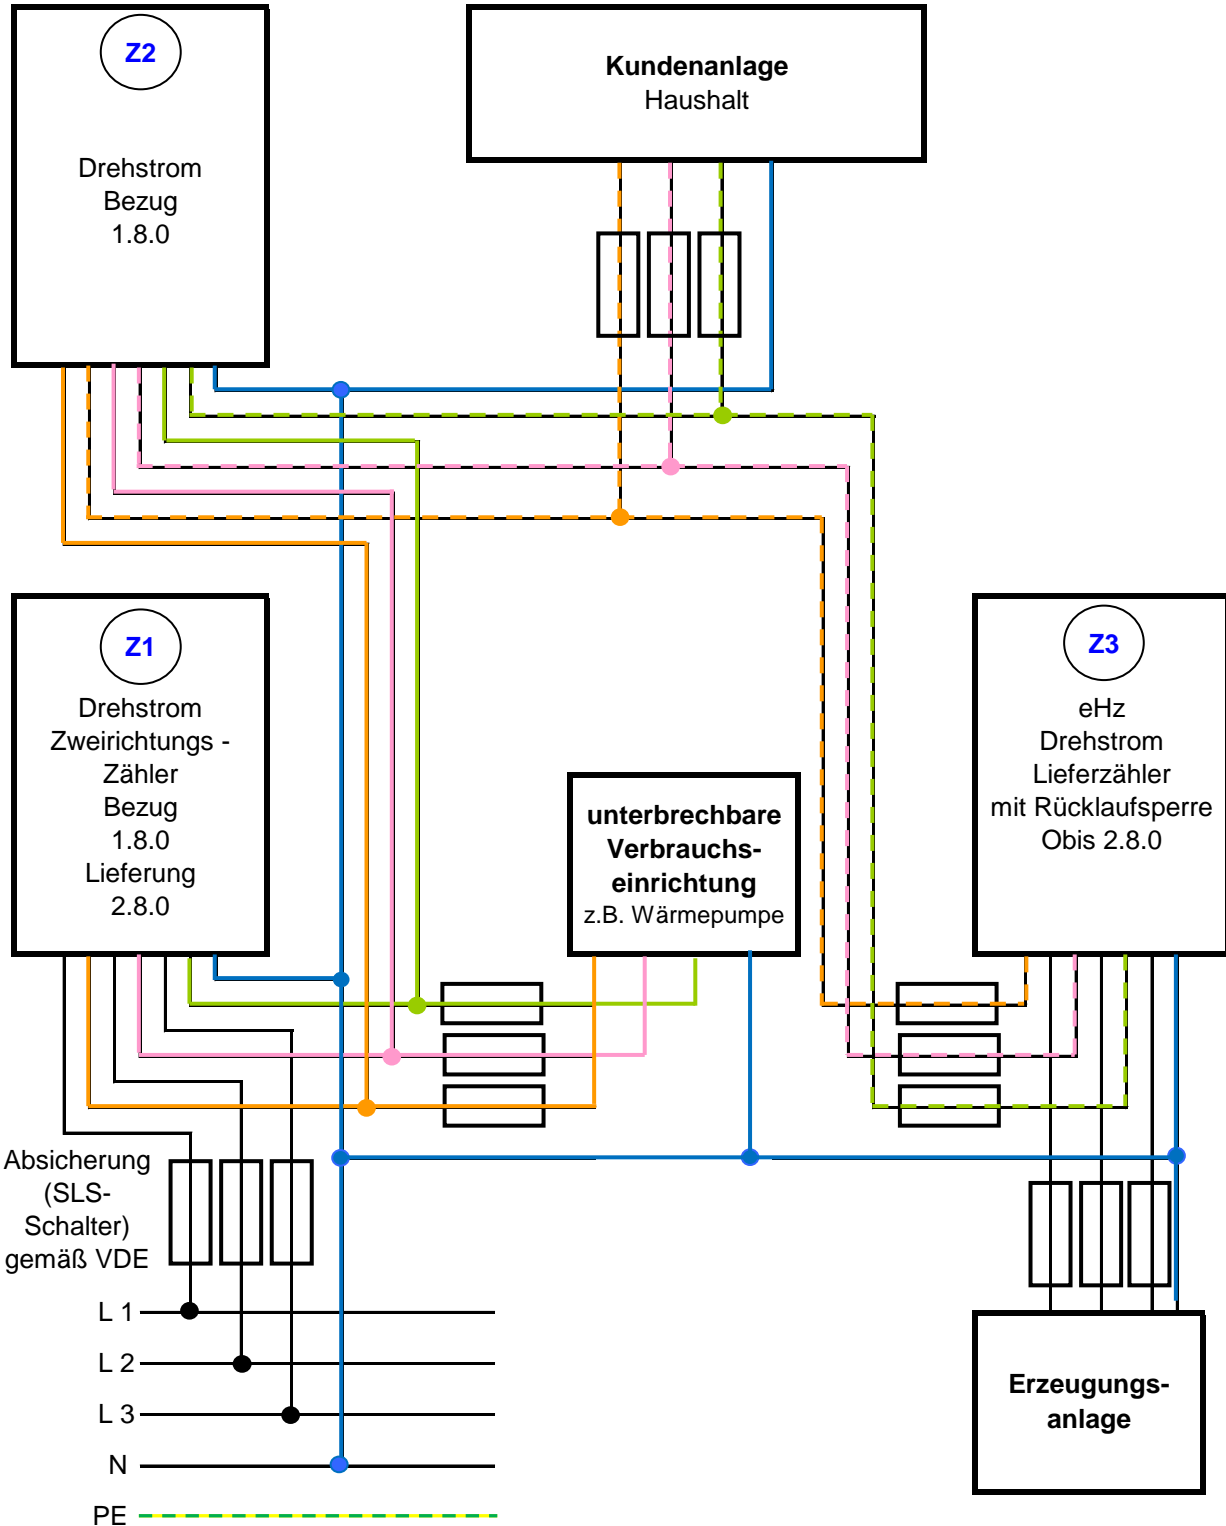 Z2
Drehstrom
Bezug
1.8.0
Kundenanlage
Haushalt
Z1
Drehstrom
Zweirichtungs -
Zähler
Bezug
1.8.0
Lieferung
2.8.0
unterbrechbare
Verbrauchs-
einrichtung
z.B. Wärmepumpe
Z3
eHz
Drehstrom
Lieferzähler
mit Rücklaufsperre
Obis 2.8.0
Absicherung
(SLS-
Schalter)
gemäß VDE
L 1
L 2
L 3
N
PE
Erzeugungs-
anlage